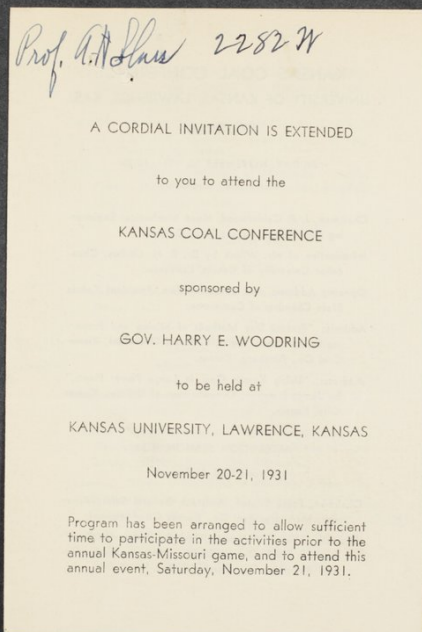 Prof. A.H. Sluss 2282 W
A CORDIAL INVITATION IS EXTENDED
to you to attend the
KANSAS COAL CONFERENCE
sponsored by
GOV. HARRY E. WOODRING
to be held at
KANSAS UNIVERSITY, LAWRENCE, KANSAS
November 20-21, 1931
Program has been arranged to allow sufficient
time to participate in the activities prior to the
annual Kansas-Missouri game, and to attend this
annual event, Saturday, November 21, 1931.